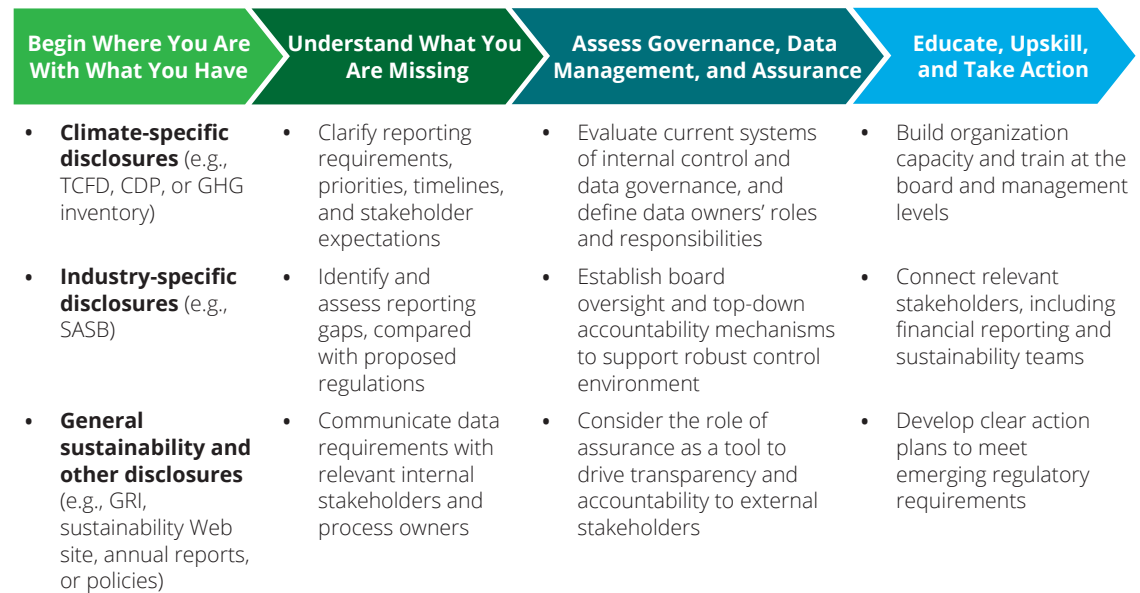 Begin Where You Are
With What You Have
Understand What You
Are Missing
Assess Governance, Data
Management, and Assurance
Educate, Upskill,
and Take Action
• Climate-specific
disclosures (e.g.,
TCFD, CDP, or GHG
inventory)
• Industry-specific
disclosures (e.g.,
SASB)
• General
sustainability and
other disclosures
(e.g., GRI,
sustainability Web
site, annual reports,
or policies)
• Clarify reporting
requirements,
priorities, timelines,
and stakeholder
expectations
• Identify and
assess reporting
gaps, compared
with proposed
regulations
• Communicate data
requirements with
relevant internal
stakeholders and
process owners
• Evaluate current systems
of internal control and
data governance, and
define data owners’ roles
and responsibilities
• Establish board
oversight and top-down
accountability mechanisms
to support robust control
environment
• Consider the role of
assurance as a tool to
drive transparency and
accountability to external
stakeholders
• Build organization
capacity and train at the
board and management
levels
• Connect relevant
stakeholders, including
financial reporting and
sustainability teams
• Develop clear action
plans to meet
emerging regulatory
requirements